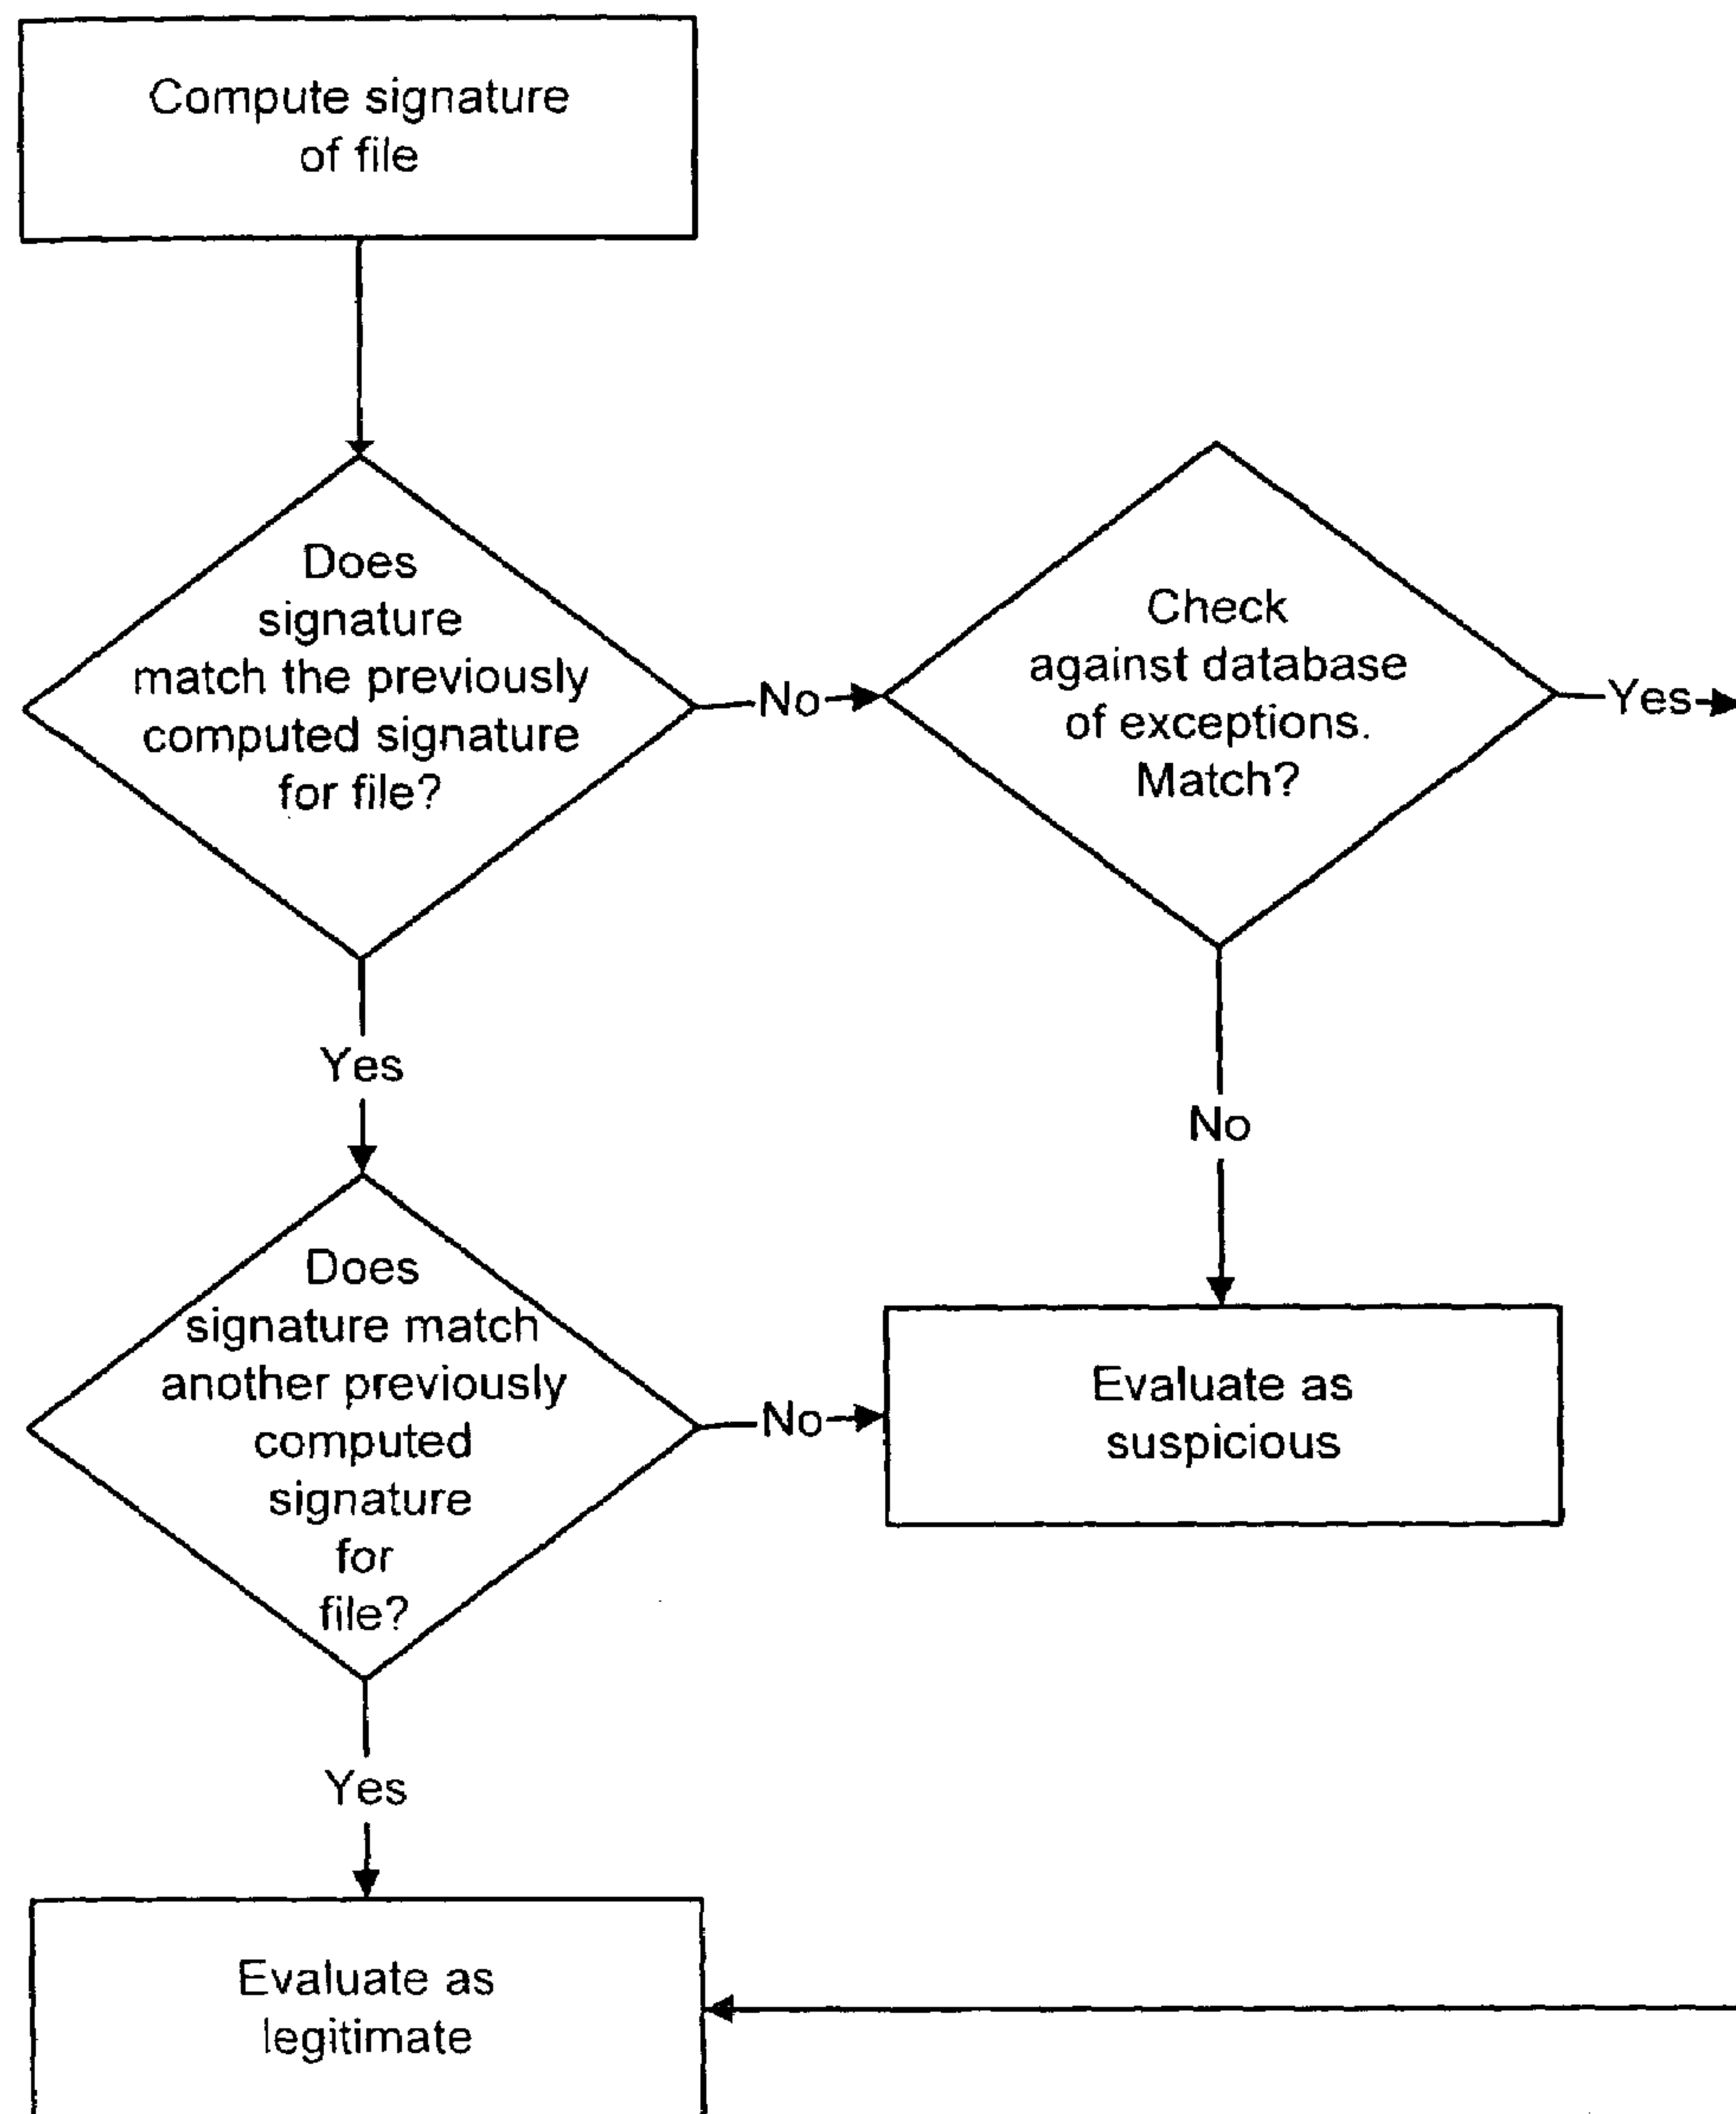 Compute signature
of file
Does
signature
match the previously
computed signature
for file?
No
Check
against database
of exceptions.
Match?
Yes
Yes
No
Does
signature match
another previously
computed
signature
for
file?
No
Evaluate as
suspicious
Yes
Evaluate as
legitimate